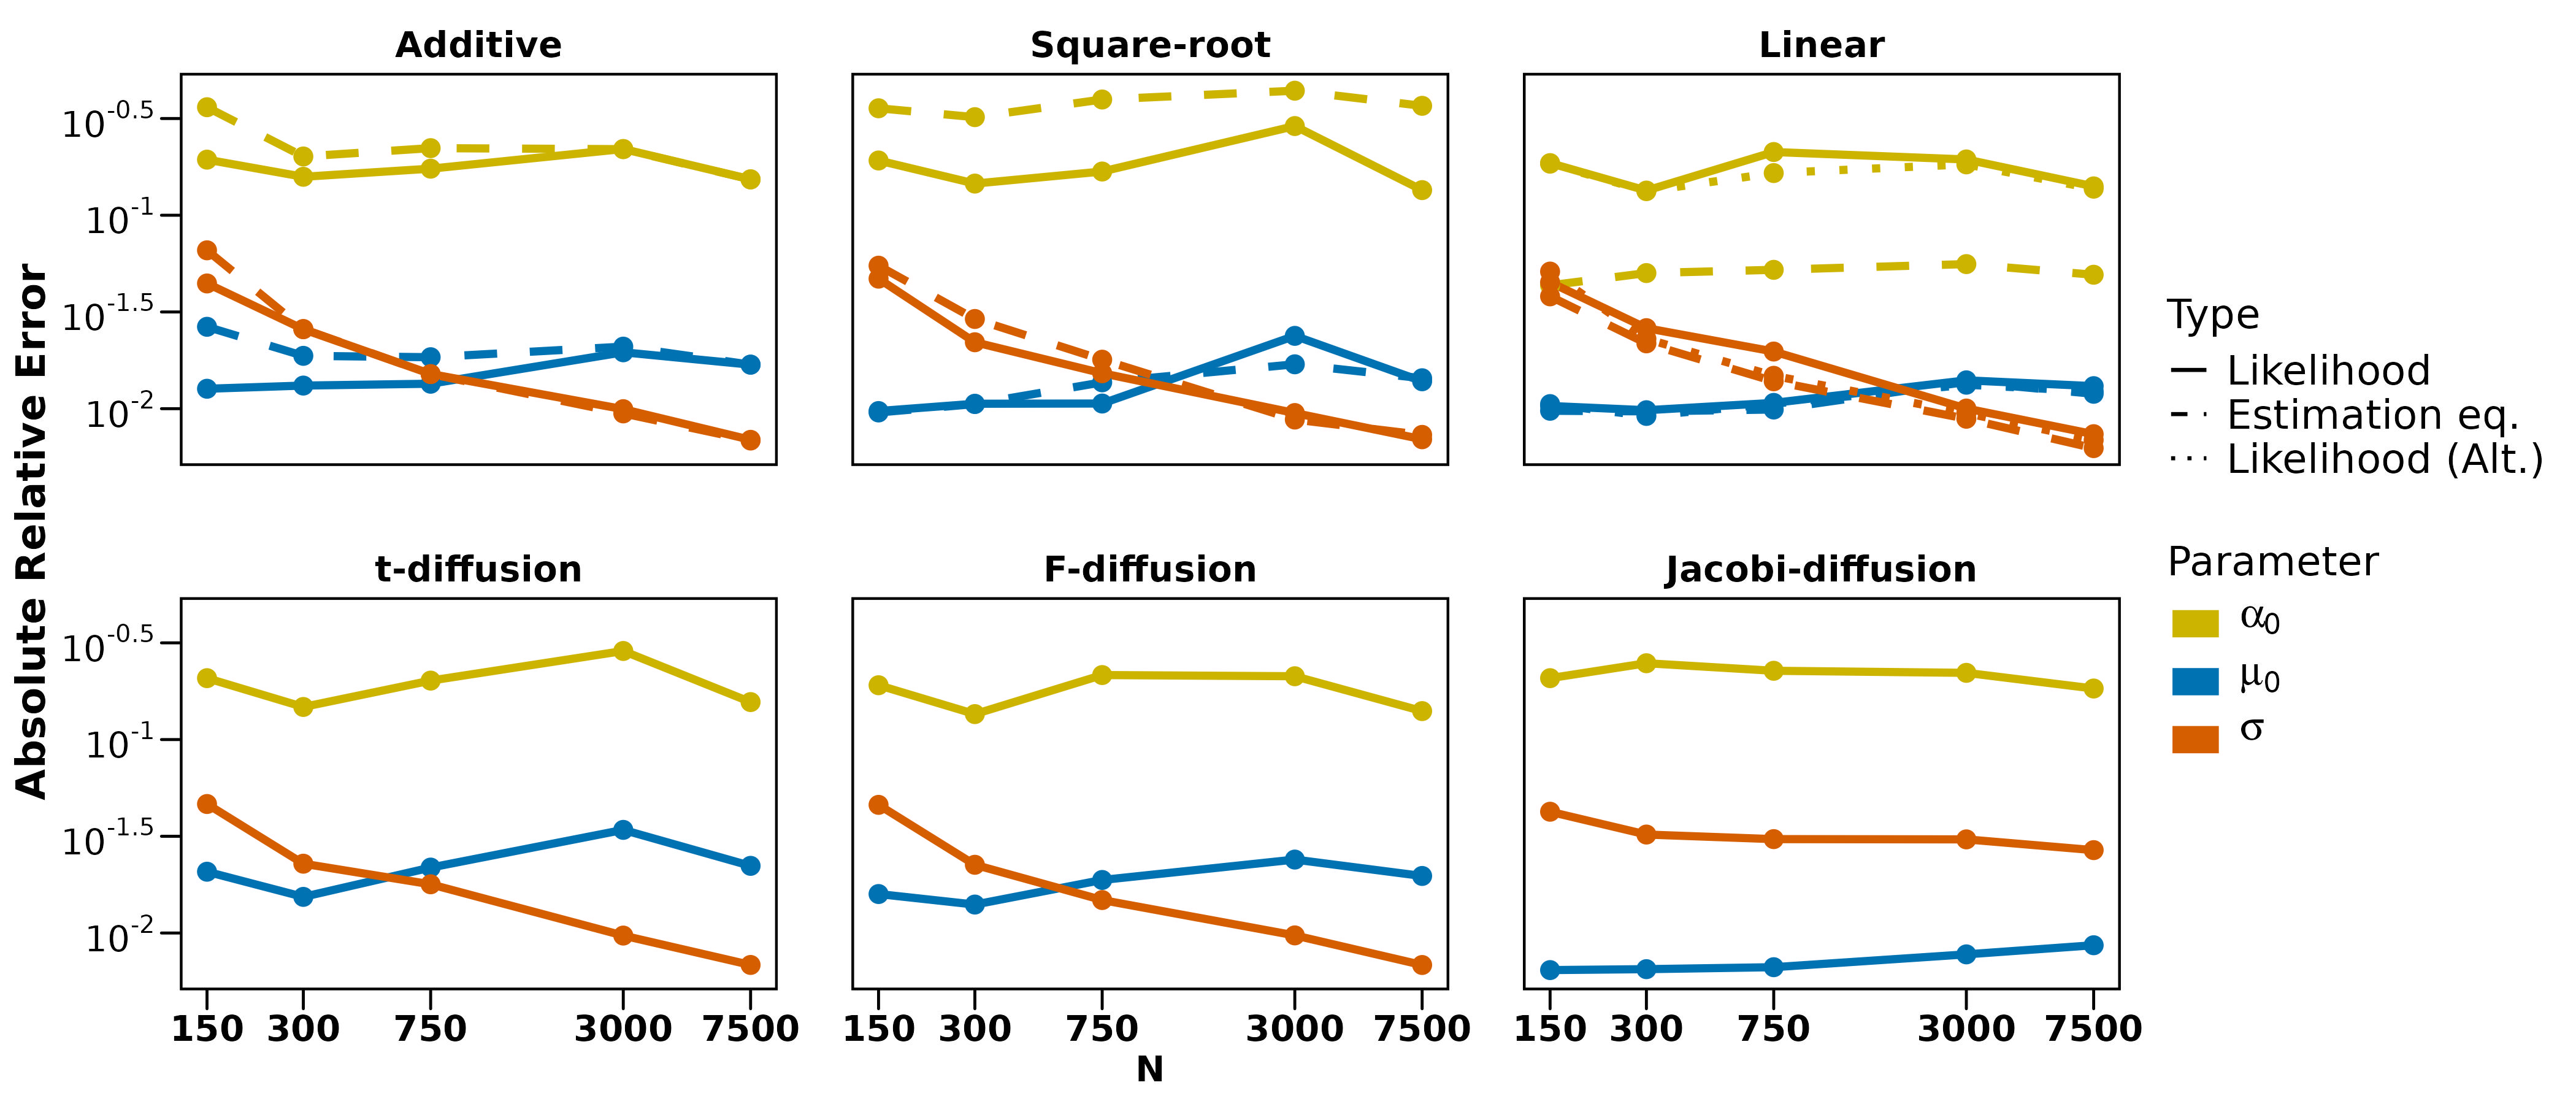 Additive
Square-root
Linear
Absolute Relative Error
10^-0.5
10^-1
10^-1.5
10^-2
t-diffusion
F-diffusion
Jacobi-diffusion
10^-0.5
10^-1
10^-1.5
10^-2
150 300 750 3000 7500
150 300 750 3000 7500
150 300 750 3000 7500
N
Type
Likelihood
Estimation eq.
Likelihood (Alt.)
Parameter
α0
μ0
σ